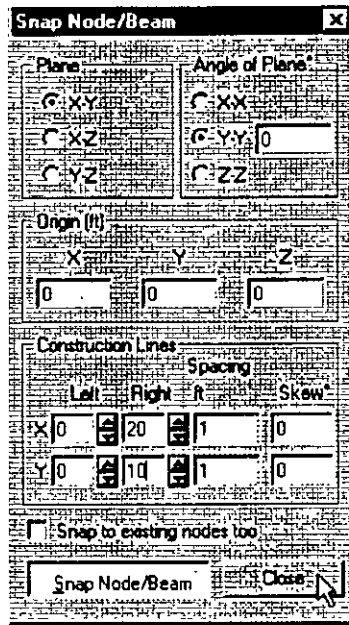 Snap Node/Beam
Plane
Angle of Plane°
X-Y
X-X
X-Z
Y-Y 0
Y-Z
Z-Z
Origin (ft)
X Y Z
0 0 0
Construction Lines
Spacing
Left Right ft Skew°
X 0 20 1 0
Y 0 10 1 0
Snap to existing nodes too
Snap Node/Beam Close